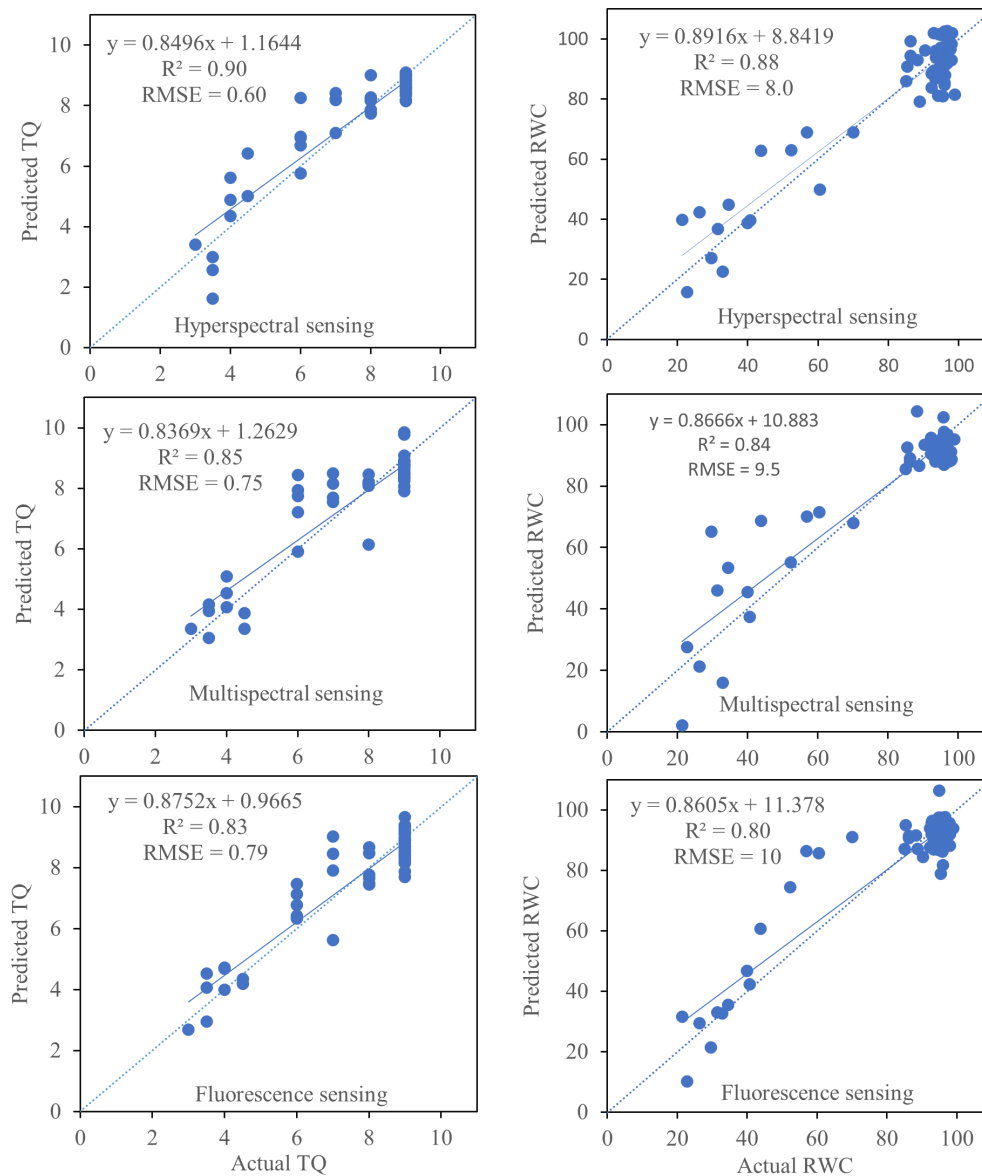 10
8
6
4
2
0
Predicted TQ
y = 0.8496x + 1.1644
R² = 0.90
RMSE = 0.60
Hyperspectral sensing
0 2 4 6 8 10
100
80
60
40
20
0
Predicted RWC
y = 0.8916x + 8.8419
R² = 0.88
RMSE = 8.0
Hyperspectral sensing
0 20 40 60 80 100
10
8
6
4
2
0
Predicted TQ
y = 0.8369x + 1.2629
R² = 0.85
RMSE = 0.75
Multispectral sensing
0 2 4 6 8 10
100
80
60
40
20
0
Predicted RWC
y = 0.8666x + 10.883
R² = 0.84
RMSE = 9.5
Multispectral sensing
0 20 40 60 80 100
10
8
6
4
2
0
Predicted TQ
y = 0.8752x + 0.9665
R² = 0.83
RMSE = 0.79
Fluorescence sensing
0 2 4 6 8 10
Actual TQ
100
80
60
40
20
0
Predicted RWC
y = 0.8605x + 11.378
R² = 0.80
RMSE = 10
Fluorescence sensing
0 20 40 60 80 100
Actual RWC